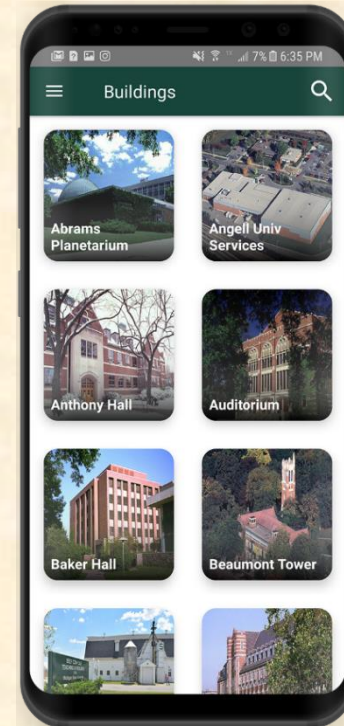 7% 6:35 PM
Buildings
Abrams
Planetarium
Angell Univ
Services
Anthony Hall
Auditorium
Baker Hall
Beaumont Tower